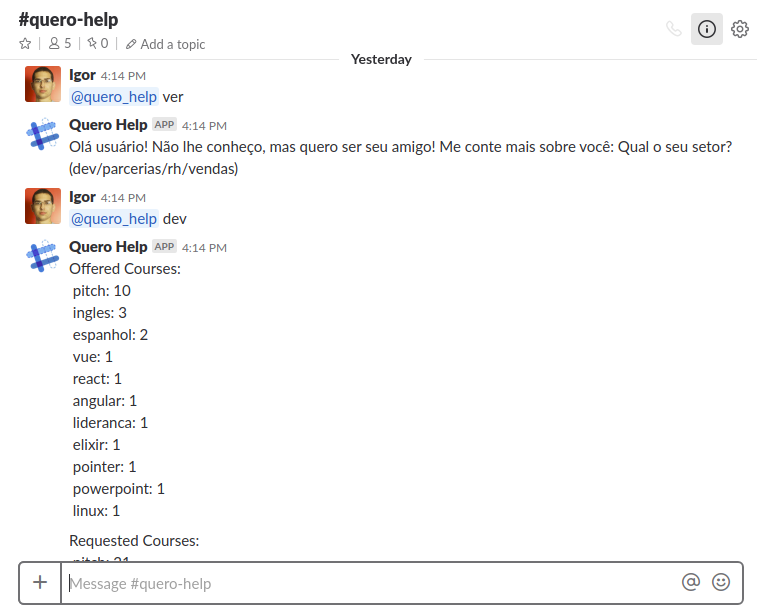 #quero-help
5 0 Add a topic
Yesterday
Igor 4:14 PM
@quero_help ver
Quero Help APP 4:14 PM
Olá usuário! Não lhe conheço, mas quero ser seu amigo! Me conte mais sobre você: Qual o seu setor?
(dev/parcerias/rh/vendas)
Igor 4:14 PM
@quero_help dev
Quero Help APP 4:14 PM
Offered Courses:
pitch: 10
ingles: 3
espanhol: 2
vue: 1
react: 1
angular: 1
lideranca: 1
elixir: 1
pointer: 1
powerpoint: 1
linux: 1
Requested Courses:
Message #quero-help